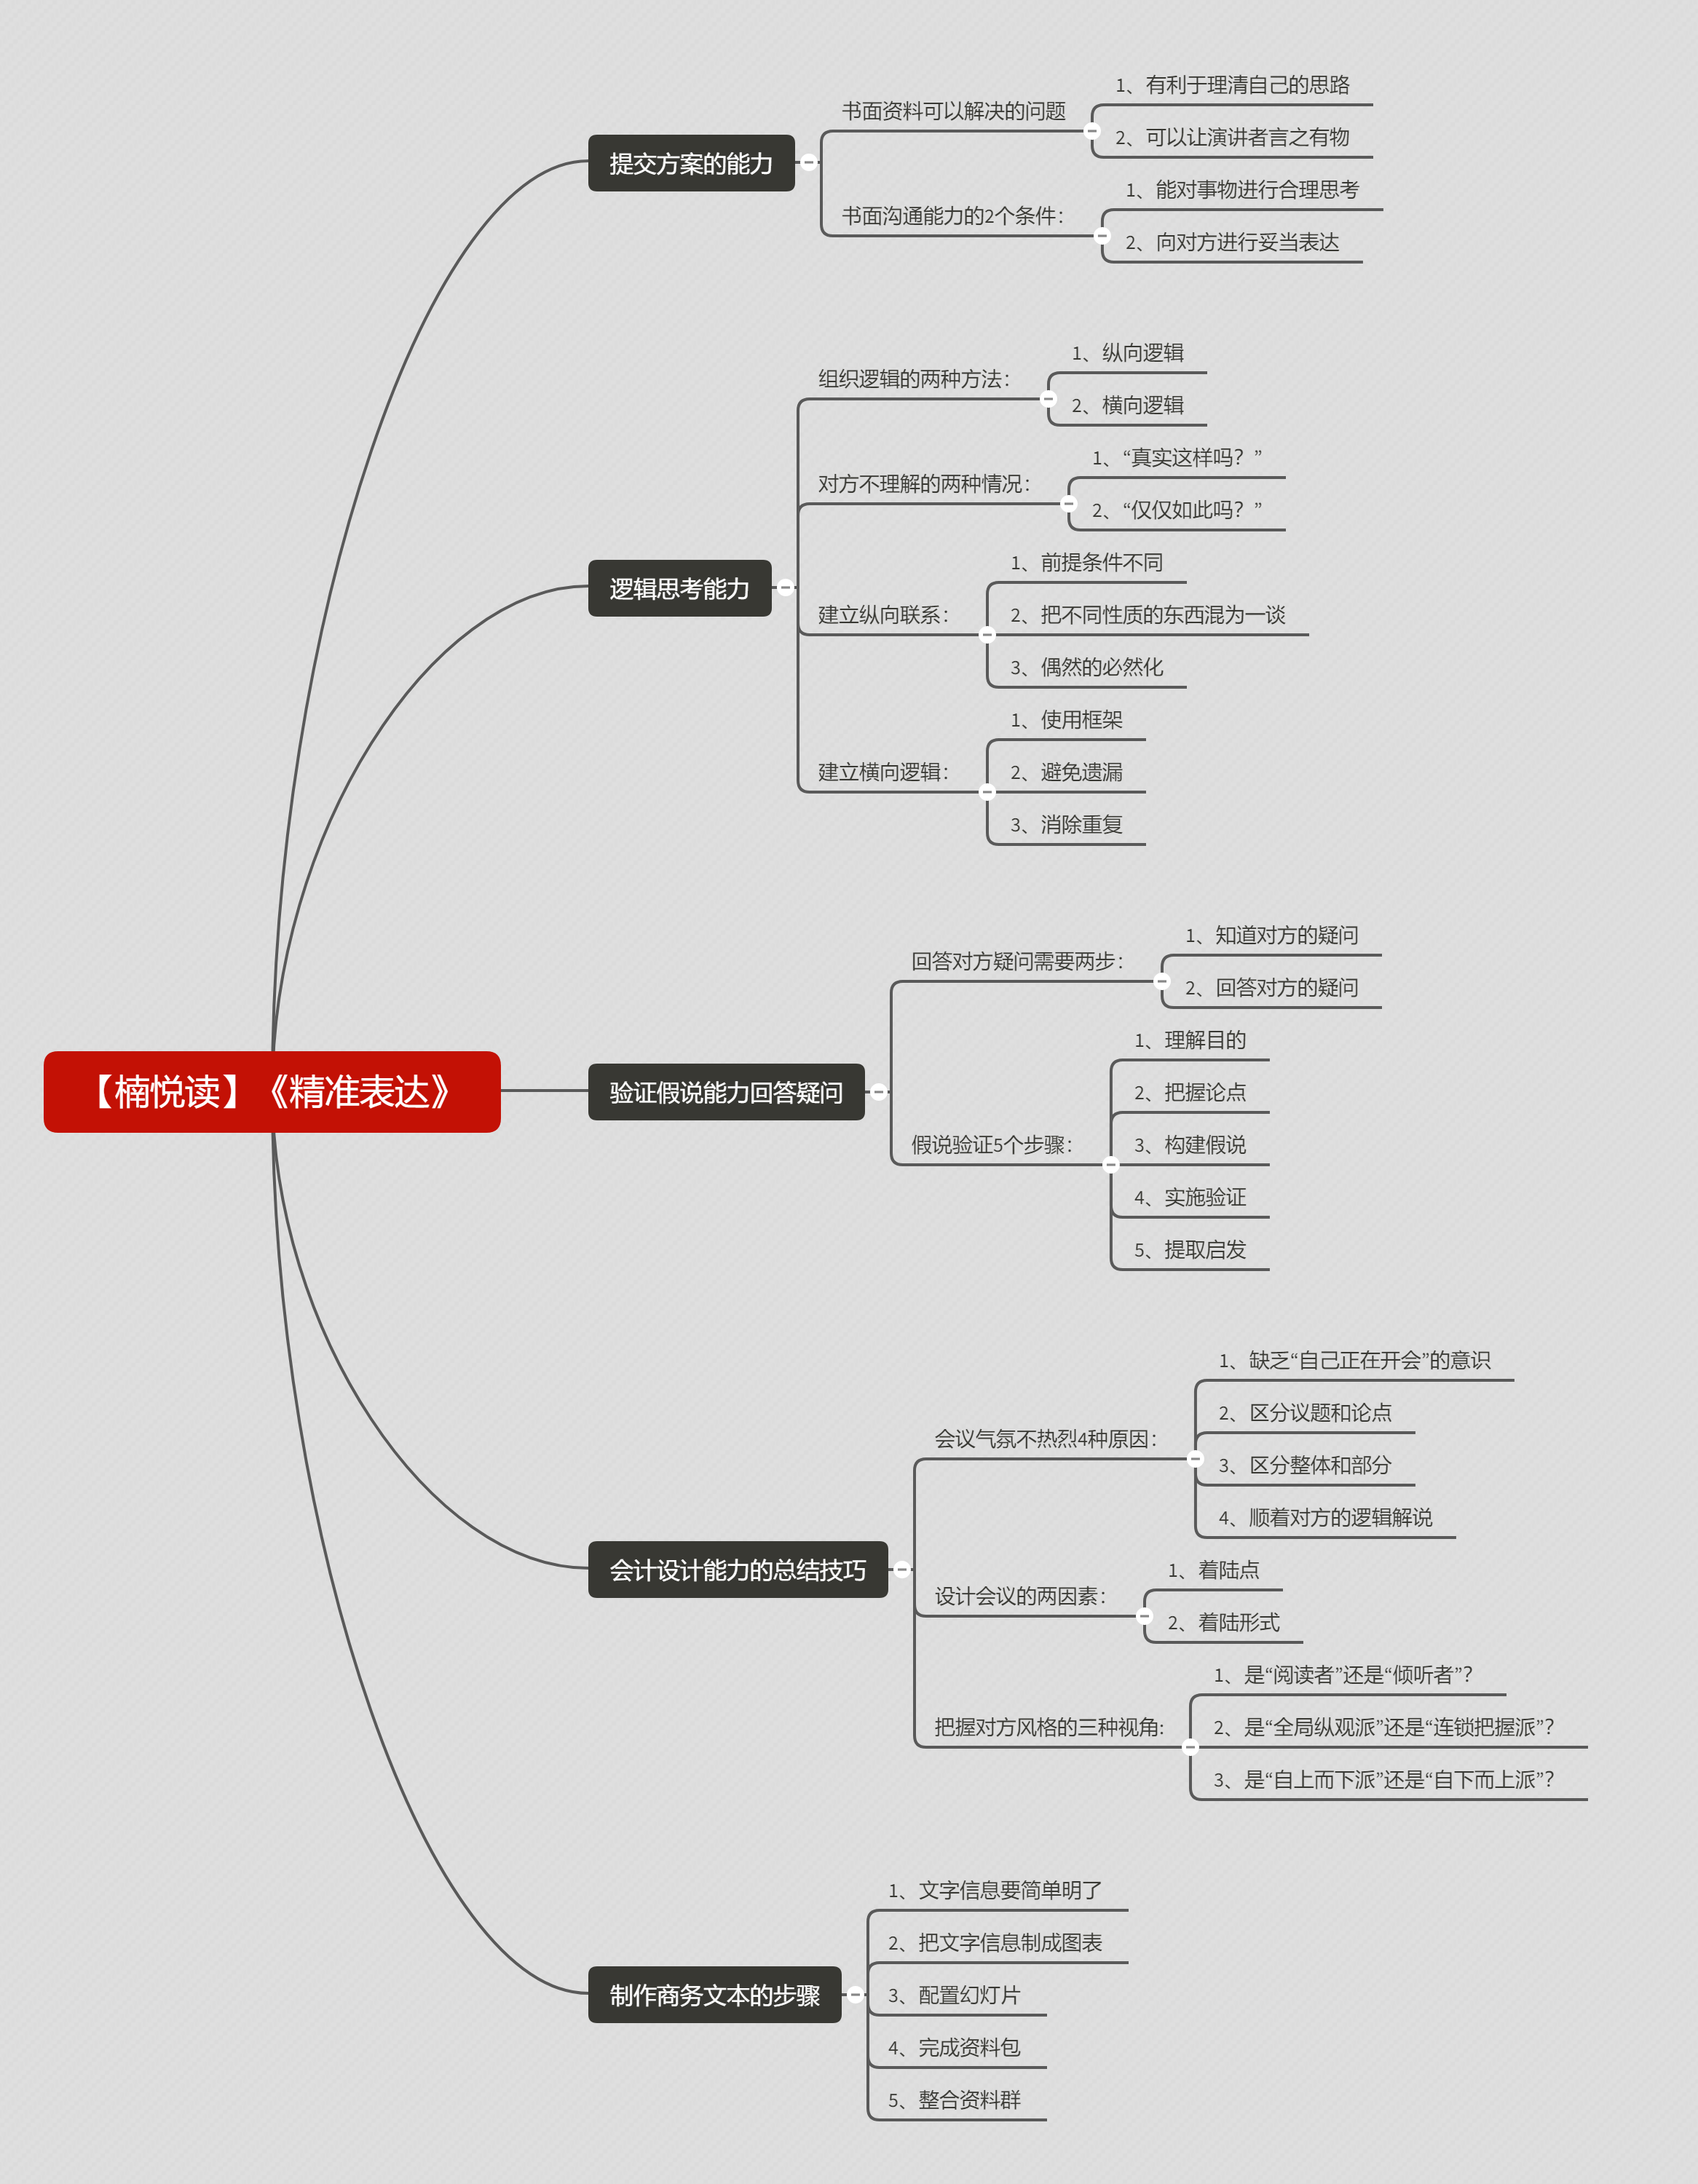 【楠悦读】《精准表达》
提交方案的能力
书面资料可以解决的问题
1、有利于理清自己的思路
2、可以让演讲者言之有物
书面沟通能力的2个条件：
1、能对事物进行合理思考
2、向对方进行妥当表达
逻辑思考能力
组织逻辑的两种方法：
1、纵向逻辑
2、横向逻辑
对方不理解的两种情况：
1、“真实这样吗？”
2、“仅仅如此吗？”
建立纵向联系：
1、前提条件不同
2、把不同性质的东西混为一谈
3、偶然的必然化
建立横向逻辑：
1、使用框架
2、避免遗漏
3、消除重复
验证假说能力回答疑问
回答对方疑问需要两步：
1、知道对方的疑问
2、回答对方的疑问
假说验证5个步骤：
1、理解目的
2、把握论点
3、构建假说
4、实施验证
5、提取启发
会计设计能力的总结技巧
会议气氛不热烈4种原因：
1、缺乏“自己正在开会”的意识
2、区分议题和论点
3、区分整体和部分
4、顺着对方的逻辑解说
设计会议的两因素：
1、着陆点
2、着陆形式
把握对方风格的三种视角:
1、是“阅读者”还是“倾听者”？
2、是“全局纵观派”还是“连锁把握派”？
3、是“自上而下派”还是“自下而上派”？
制作商务文本的步骤
1、文字信息要简单明了
2、把文字信息制成图表
3、配置幻灯片
4、完成资料包
5、整合资料群